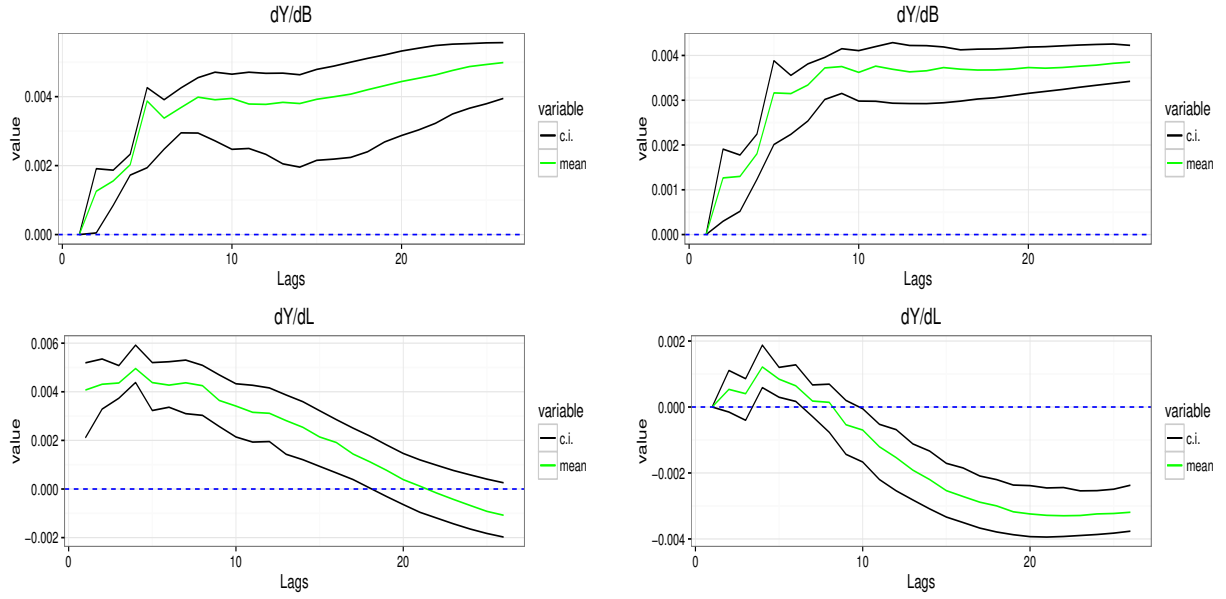 dY/dB
value
0.004
0.002
0.000
0
10
20
Lags
variable
c.i.
mean
dY/dB
value
0.004
0.003
0.002
0.001
0.000
0
10
20
Lags
variable
c.i.
mean
dY/dL
value
0.006
0.004
0.002
0.000
−0.002
0
10
20
Lags
variable
c.i.
mean
dY/dL
value
0.002
0.000
−0.002
−0.004
0
10
20
Lags
variable
c.i.
mean